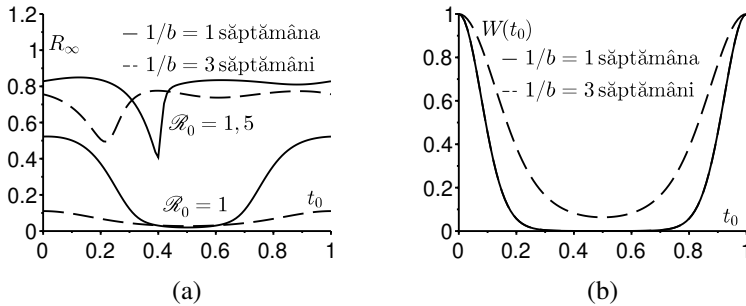 1.2
R∞
— 1/b = 1 săptămâna
-- 1/b = 3 săptămâni
1
0.8
0.6
ℛ0 = 1, 5
0.4
0.2
ℛ0 = 1
t0
0
0 0.2 0.4 0.6 0.8 1
(a)
1
W(t0)
— 1/b = 1 săptămâna
0.8
-- 1/b = 3 săptămâni
0.6
0.4
0.2
t0
0
0 0.2 0.4 0.6 0.8 1
(b)